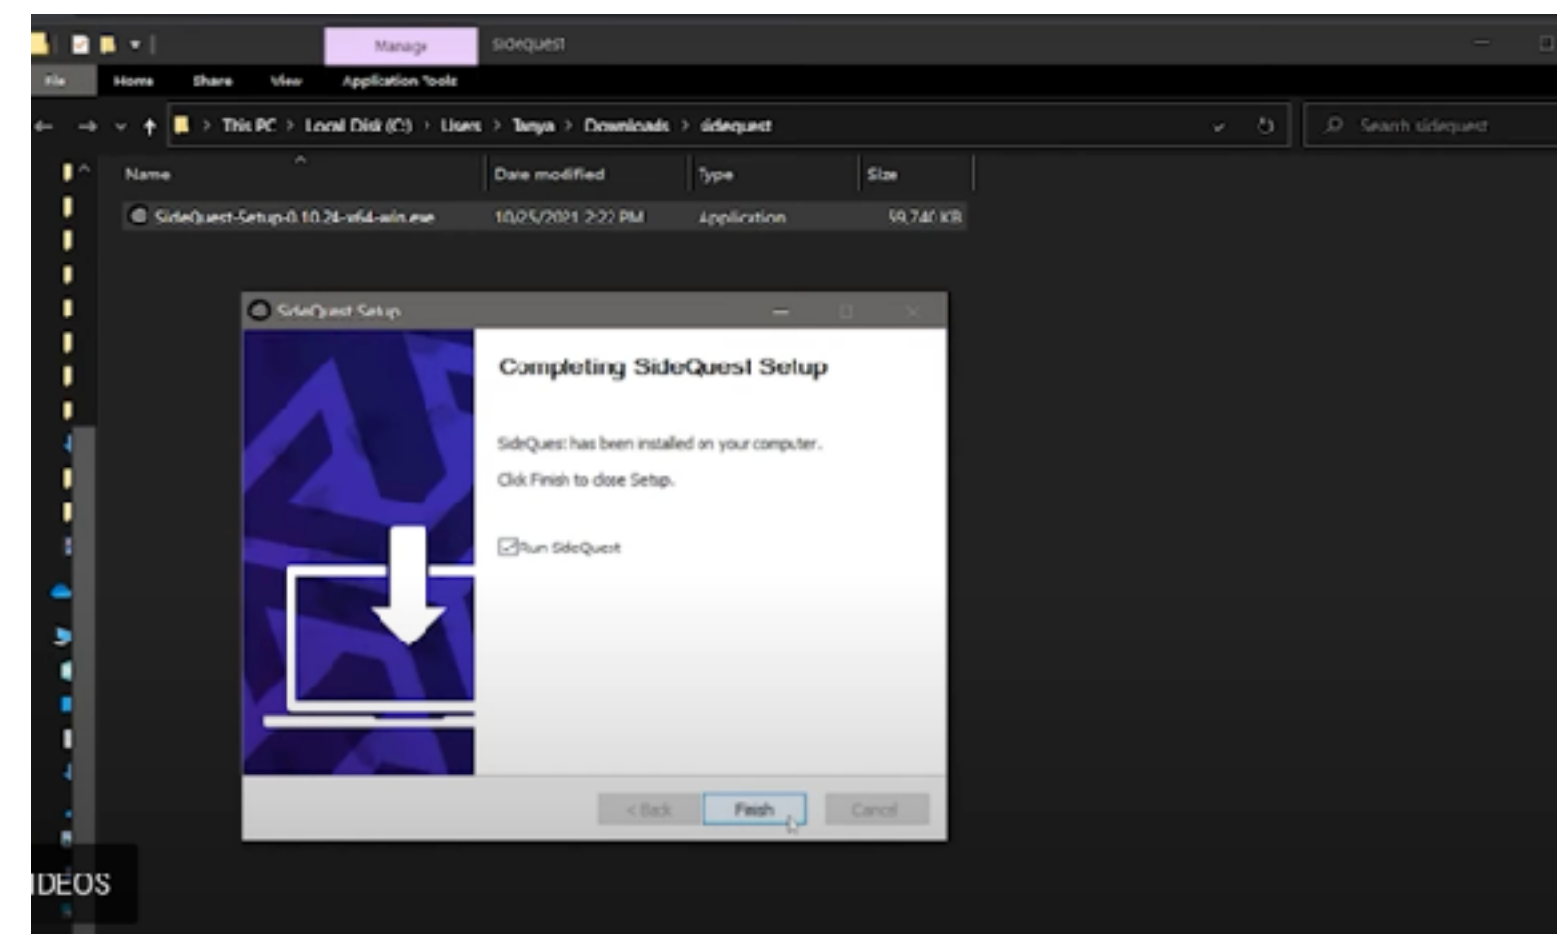 Manage sidequest
File Home Share View Application Tools
This PC > Local Disk (C:) > Users > Tanya > Downloads > sidequest
Search sidequest
Name Date modified Type Size
SideQuest-Setup-0.10.24-x64-win.exe 10/25/2021 2:22 PM Application 59,740 KB
SideQuest Setup
Completing SideQuest Setup
SideQuest has been installed on your computer.
Click Finish to close Setup.
Run SideQuest
< Back Finish Cancel
IDEOS